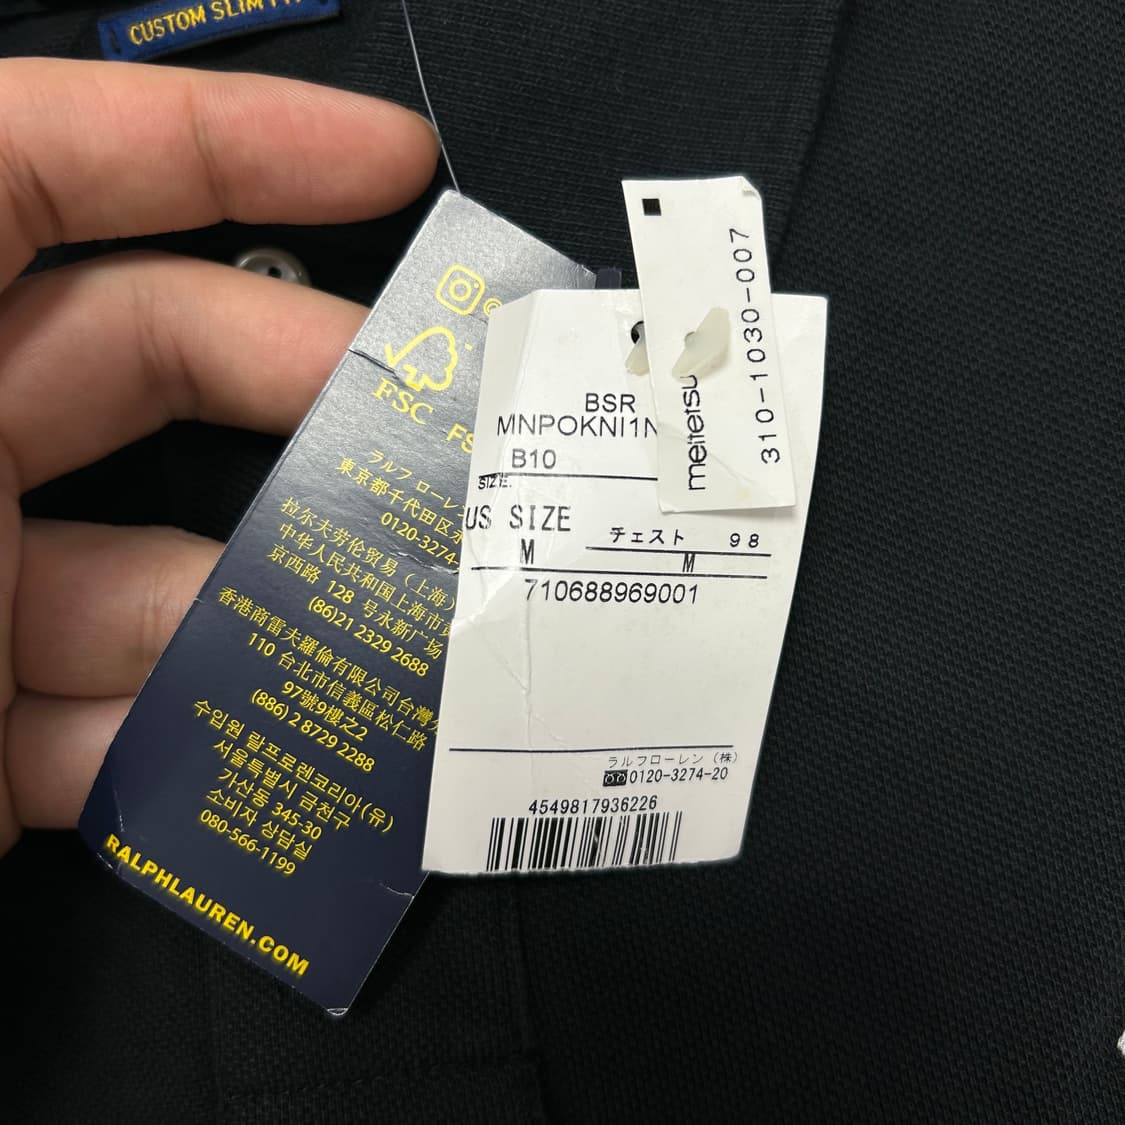 CUSTOM SLIM FIT
FSC
ラルフ ローレン
東京都千代田区永
0120-3274-
拉尔夫劳伦贸易（上海）
中华人民共和国上海市
京西路 128 号永新广场
(86)21 2329 2688
香港商雷夫羅倫有限公司台灣分
110 台北市信義區松仁路
97號9樓之2
(886) 2 8729 2288
수입원 랄프로렌코리아(유)
서울특별시 금천구
가산동 345-30
소비자 상담실
080-566-1199
RALPHLAUREN.COM
BSR
MNPOKNI1N
B10
SIZE.
US SIZE
M
チェスト 98
M
710688969001
ラルフローレン（株）
0120-3274-20
4549817936226
meitetsu
310-1030-007